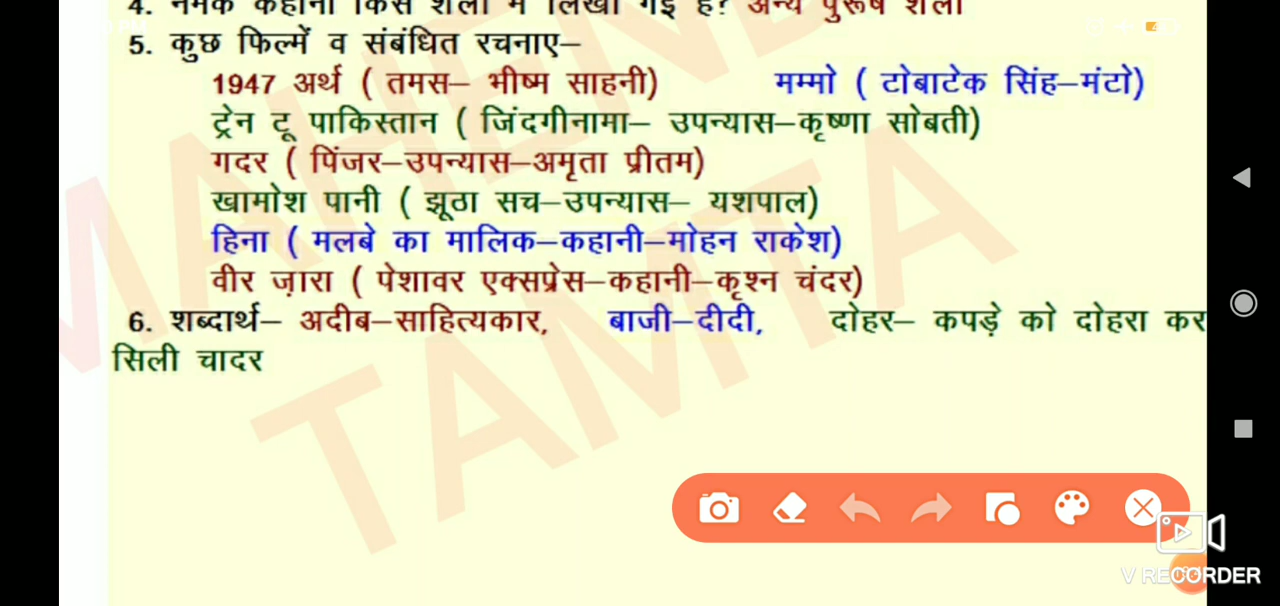 4. नमक कहानी किस शैली में लिखी गई है? अन्य पुरूष शैली
5. कुछ फिल्में व संबंधित रचनाए–
1947 अर्थ ( तमस– भीष्म साहनी) मम्मो ( टोबाटेक सिंह–मंटो)
ट्रेन टू पाकिस्तान ( जिंदगीनामा– उपन्यास–कृष्णा सोबती)
गदर ( पिंजर–उपन्यास–अमृता प्रीतम)
खामोश पानी ( झूठा सच–उपन्यास– यशपाल)
हिना ( मलबे का मालिक–कहानी–मोहन राकेश)
वीर ज़ारा ( पेशावर एक्सप्रेस–कहानी–कृश्न चंदर)
6. शब्दार्थ– अदीब–साहित्यकार, बाजी–दीदी, दोहर– कपड़े को दोहरा कर
सिली चादर
TAMTA
V RECORDER